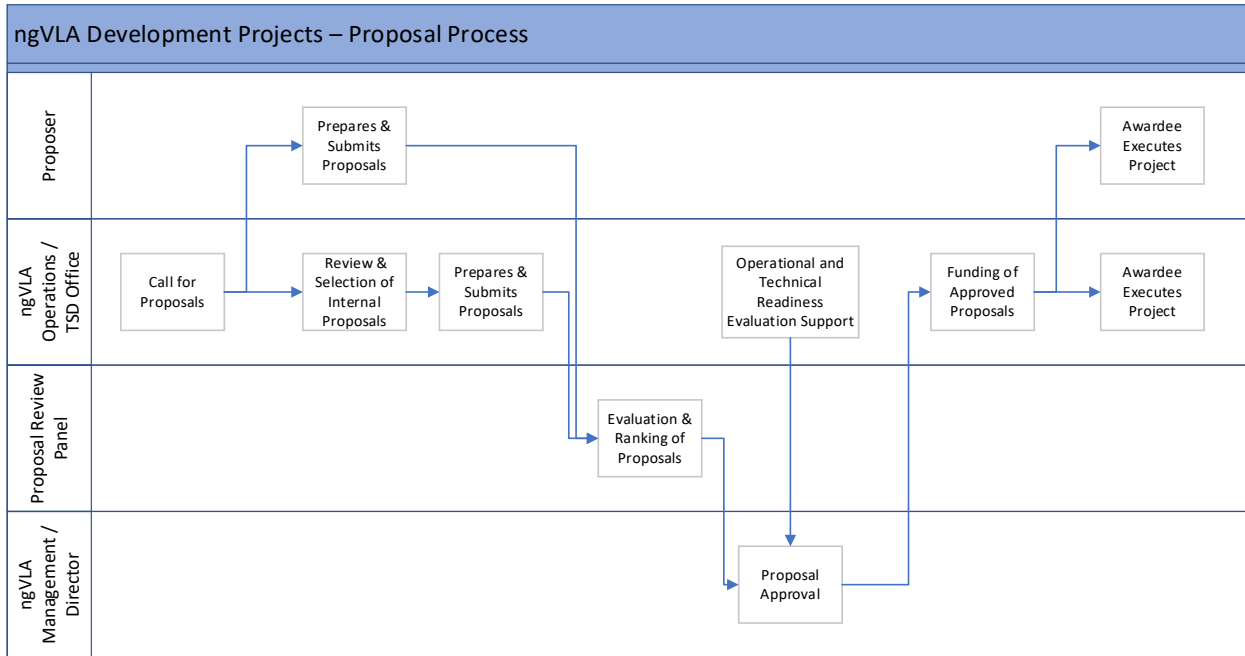 ngVLA Development Projects – Proposal Process
Proposer
Prepares &
Submits
Proposals
Awardee
Executes
Project
ngVLA
Operations /
TSD Office
Call for
Proposals
Review &
Selection of
Internal
Proposals
Prepares &
Submits
Proposals
Operational and
Technical
Readiness
Evaluation Support
Funding of
Approved
Proposals
Awardee
Executes
Project
Proposal Review
Panel
Evaluation &
Ranking of
Proposals
ngVLA
Management /
Director
Proposal
Approval